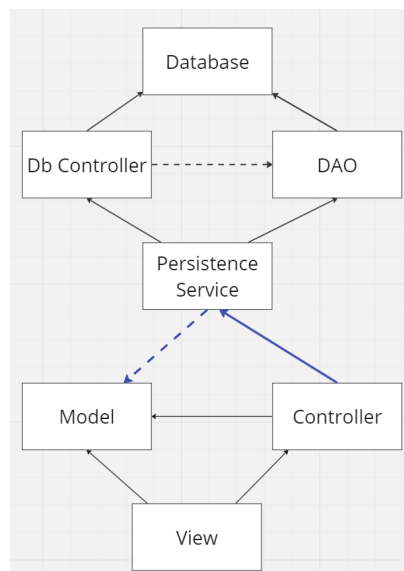 Database
Db Controller
DAO
Persistence
Service
Model
Controller
View